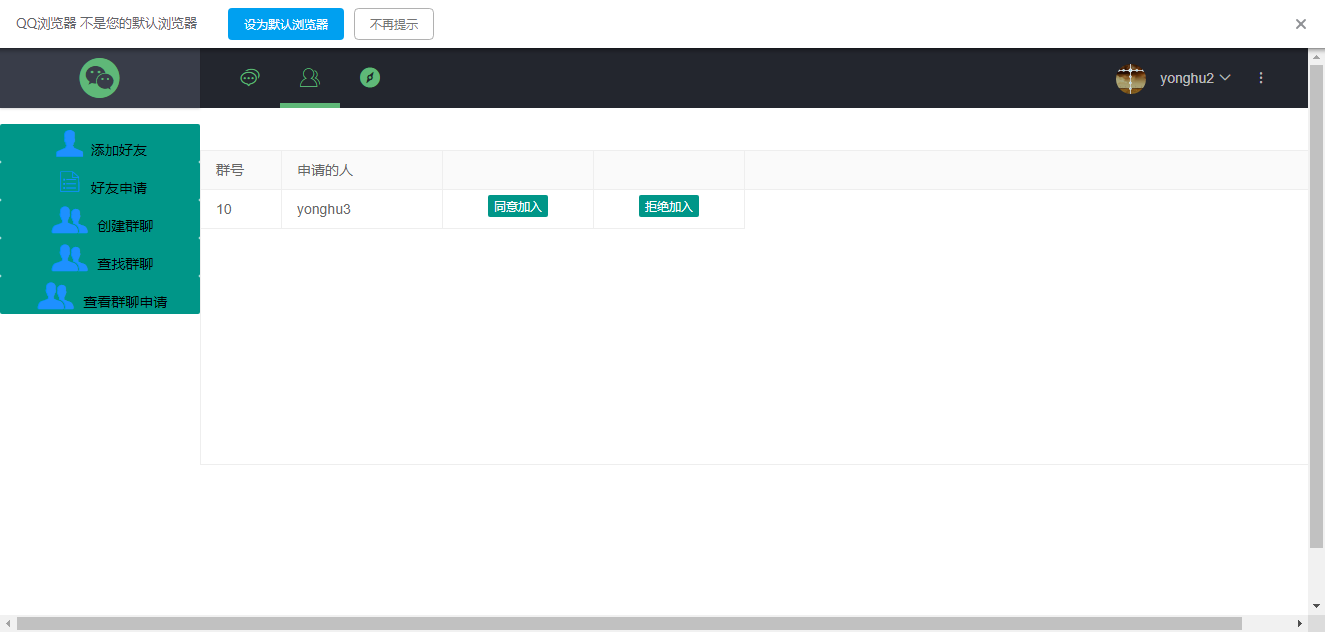 QQ浏览器 不是您的默认浏览器 设为默认浏览器 不再提示
yonghu2
添加好友
好友申请
创建群聊
查找群聊
查看群聊申请
群号 申请的人
10 yonghu3 同意加入 拒绝加入